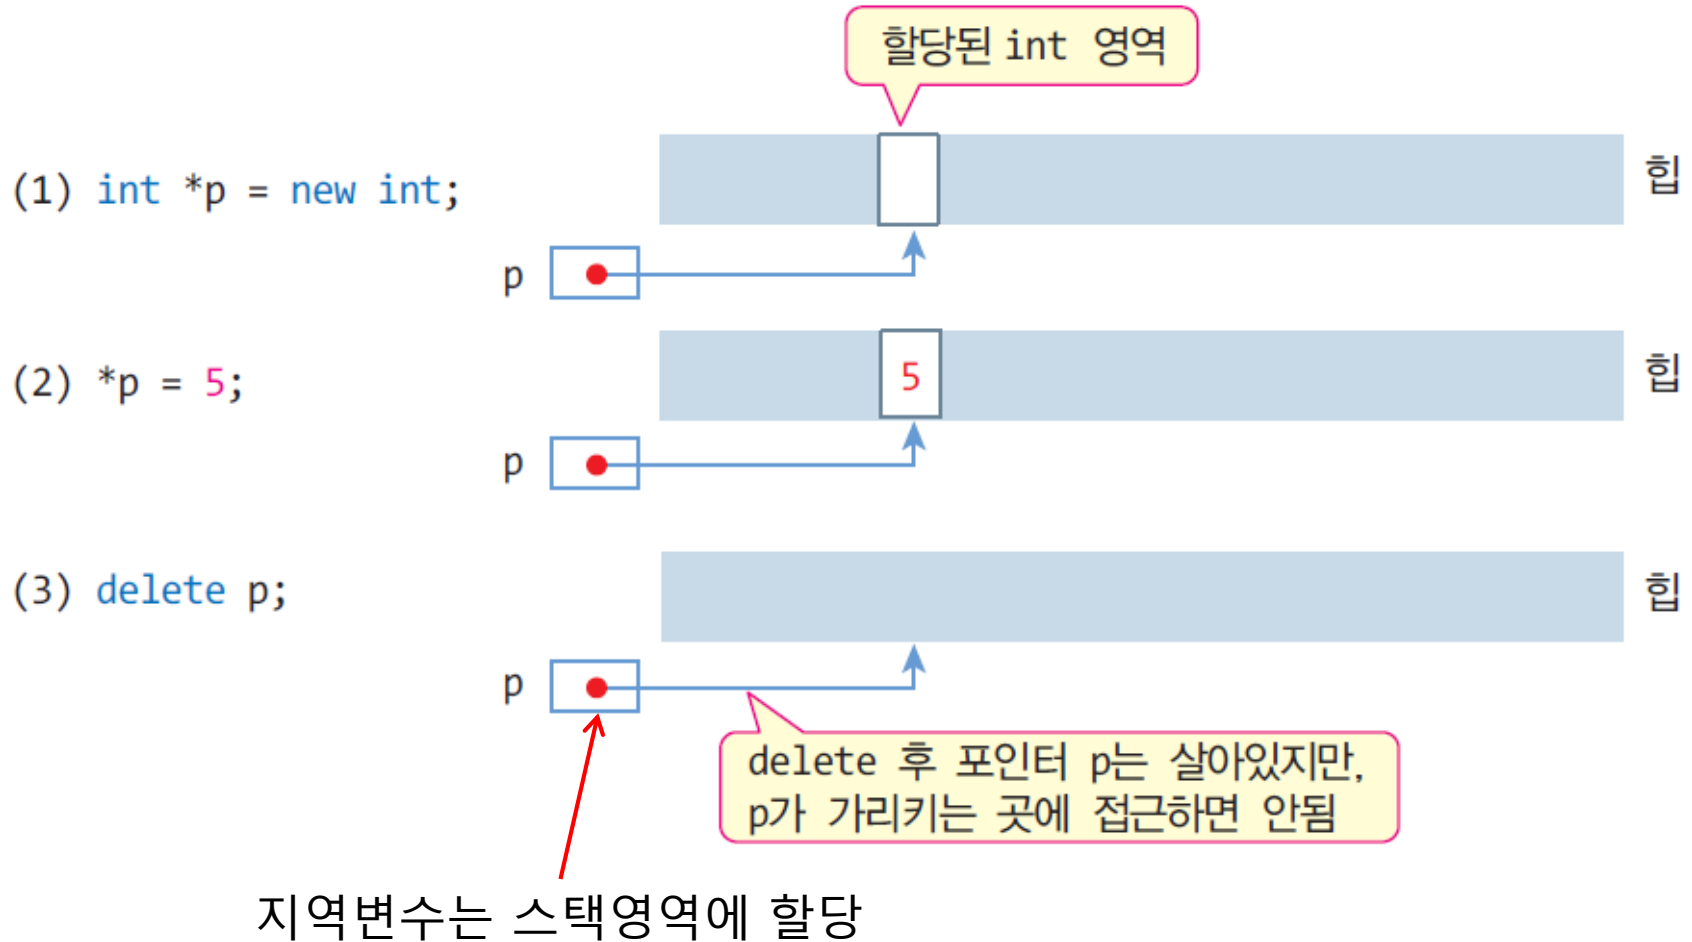 할당된 int 영역
(1) int *p = new int;
힙
p
(2) *p = 5;
5
힙
p
(3) delete p;
힙
p
delete 후 포인터 p는 살아있지만,
p가 가리키는 곳에 접근하면 안됨
지역변수는 스택영역에 할당